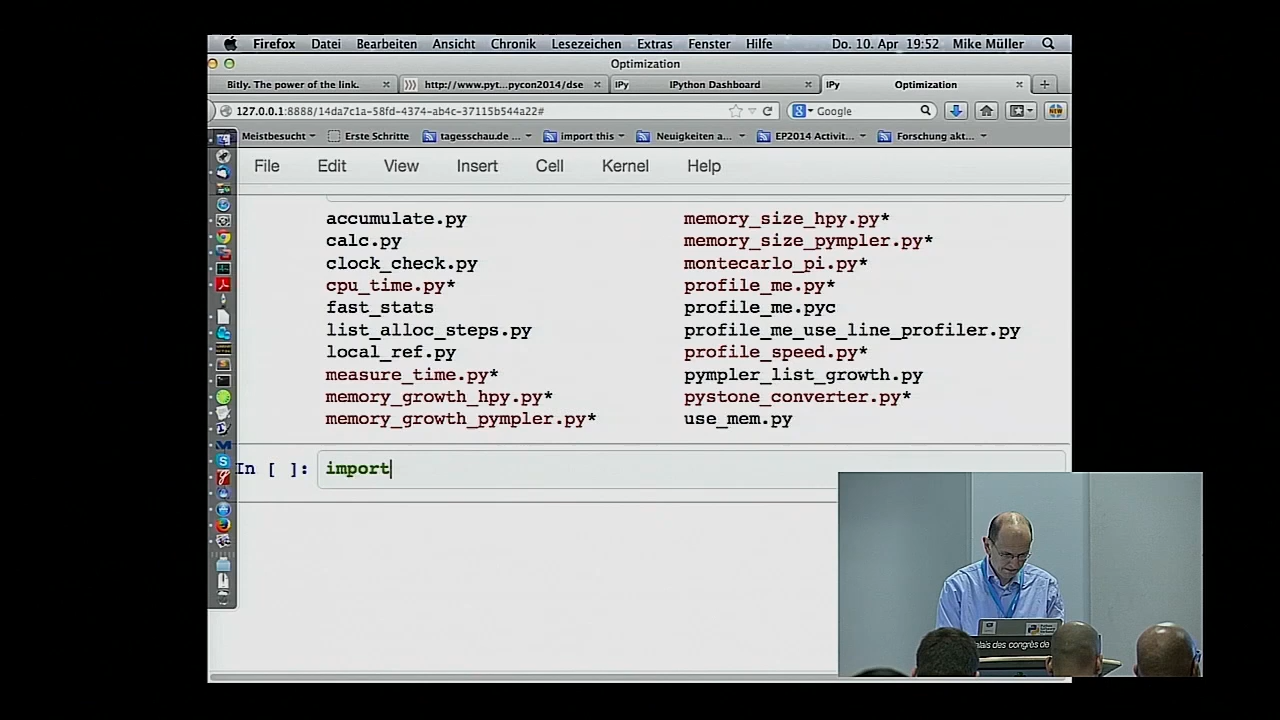 Firefox Datei Bearbeiten Ansicht Chronik Lesezeichen Extras Fenster Hilfe Do. 10. Apr 19:52 Mike Müller
Optimization
Bitly. The power of the link. http://www.pyt...pycon2014/dse IPy IPython Dashboard IPy Optimization
127.0.0.1:8888/14da7c1a-58fd-4374-ab4c-37115b544a22# Google
Meistbesucht Erste Schritte tagesschau.de ... import this Neuigkeiten a... EP2014 Activit... Forschung akt...
File Edit View Insert Cell Kernel Help
accumulate.py memory_size_hpy.py*
calc.py memory_size_pympler.py*
clock_check.py montecarlo_pi.py*
cpu_time.py* profile_me.py*
fast_stats profile_me.pyc
list_alloc_steps.py profile_me_use_line_profiler.py
local_ref.py profile_speed.py*
measure_time.py* pympler_list_growth.py
memory_growth_hpy.py* pystone_converter.py*
memory_growth_pympler.py* use_mem.py
In [ ]: import
alais des congrès de